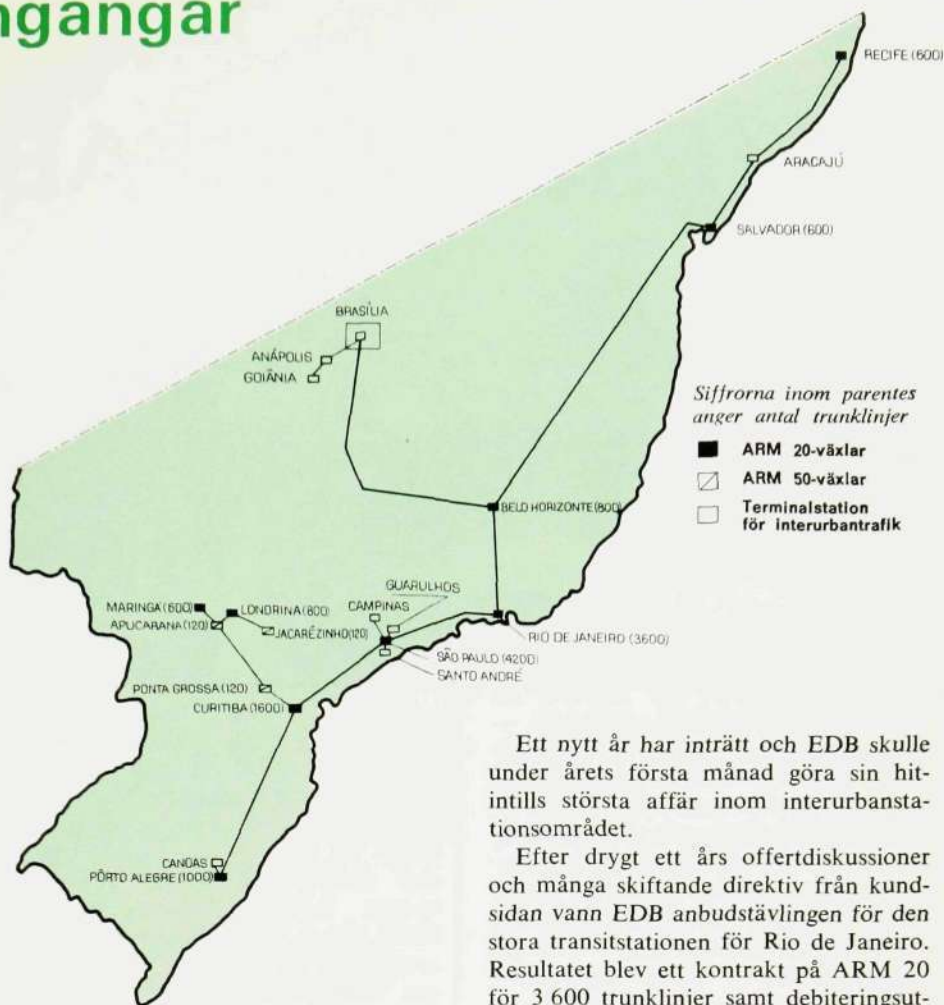 ngångar
RECIFE (600)
ARACAJÚ
SALVADOR (600)
BRASÍLIA
ANÁPOLIS
GOIÂNIA
Siffrorna inom parentes
anger antal trunklinjer
ARM 20-växlar
ARM 50-växlar
Terminalstation
för interurbantrafik
BELO HORIZONTE (800)
GUARULHOS
MARINGÁ (600)
LONDRINA (800)
CAMPINAS
APUCARANA (120)
JACARÉZINHO (120)
RIO DE JANEIRO (3600)
SÃO PAULO (4200)
SANTO ANDRÉ
PONTA GROSSA (120)
CURITIBA (1600)
CANOAS
PÔRTO ALEGRE (1000)
Ett nytt år har inträtt och EDB skulle
under årets första månad göra sin hit-
intills största affär inom interurbansta-
tionsområdet.
Efter drygt ett års offertdiskussioner
och många skiftande direktiv från kund-
sidan vann EDB anbudstävlingen för den
stora transitstationen för Rio de Janeiro.
Resultatet blev ett kontrakt på ARM 20
för 3 600 trunklinjer samt debiteringsut-